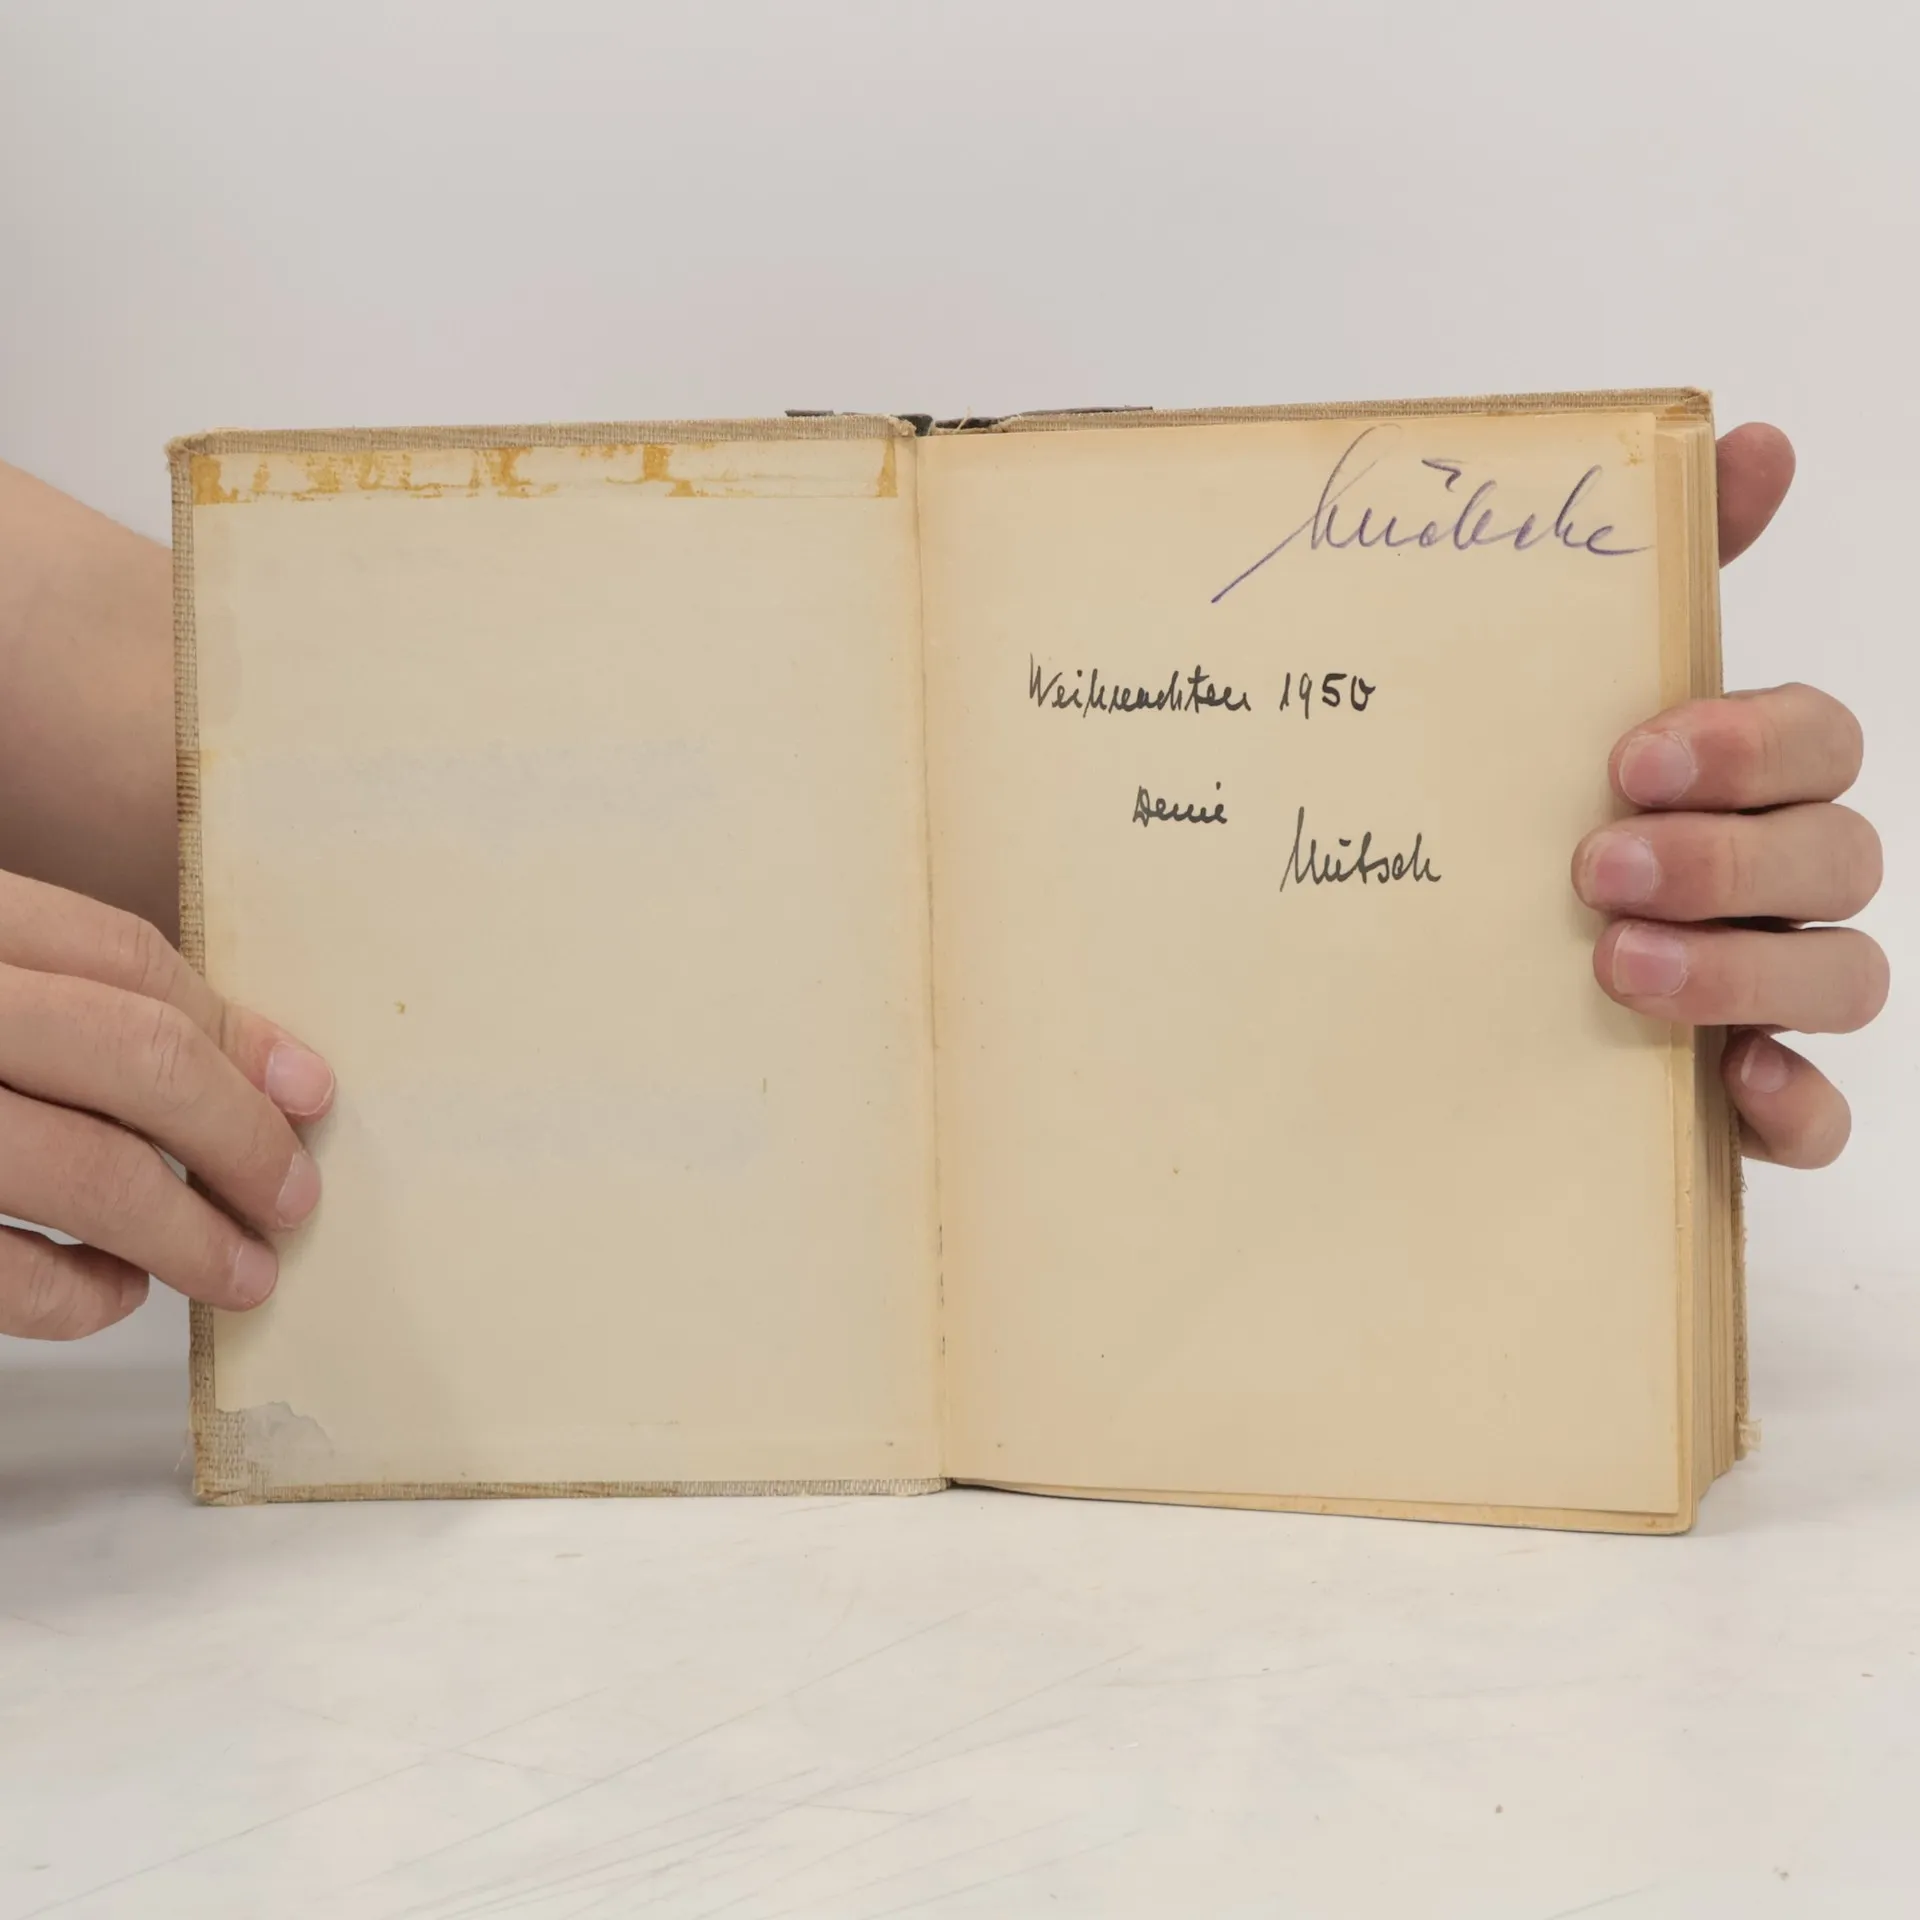 Weihnachten 1950
Deine
Mutsch